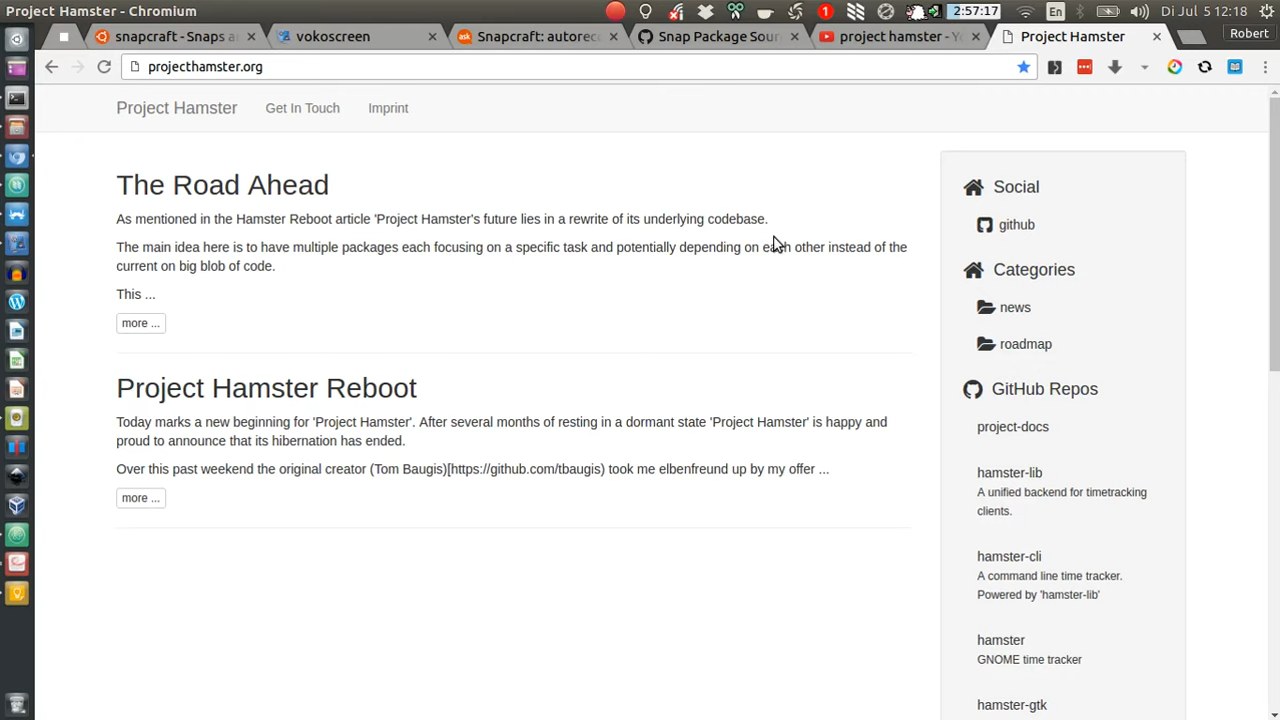 Project Hamster - Chromium
1
2:57:17
En
Di Jul 5 12:18
snapcraft - Snaps a
vokoscreen
Snapcraft: autorec
Snap Package Sour
project hamster - Y
Project Hamster
Robert
projecthamster.org
Project Hamster
Get In Touch
Imprint
The Road Ahead
As mentioned in the Hamster Reboot article 'Project Hamster's future lies in a rewrite of its underlying codebase.
The main idea here is to have multiple packages each focusing on a specific task and potentially depending on each other instead of the
current on big blob of code.
This ...
more ...
Project Hamster Reboot
Today marks a new beginning for 'Project Hamster'. After several months of resting in a dormant state 'Project Hamster' is happy and
proud to announce that its hibernation has ended.
Over this past weekend the original creator (Tom Baugis)[https://github.com/tbaugis) took me elbenfreund up by my offer ...
more ...
Social
github
Categories
news
roadmap
GitHub Repos
project-docs
hamster-lib
A unified backend for timetracking
clients.
hamster-cli
A command line time tracker.
Powered by 'hamster-lib'
hamster
GNOME time tracker
hamster-gtk